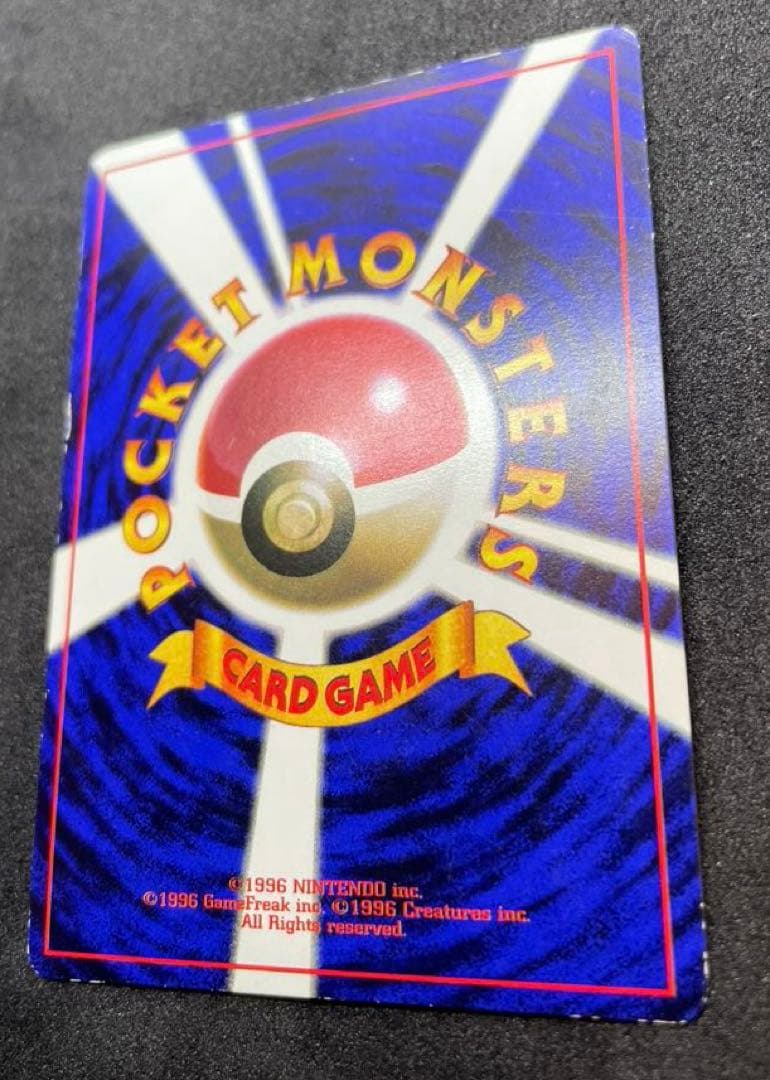 POCKET MONSTERS
CARD GAME
©1996 NINTENDO inc.
©1996 GameFreak inc. ©1996 Creatures inc.
All Rights reserved.